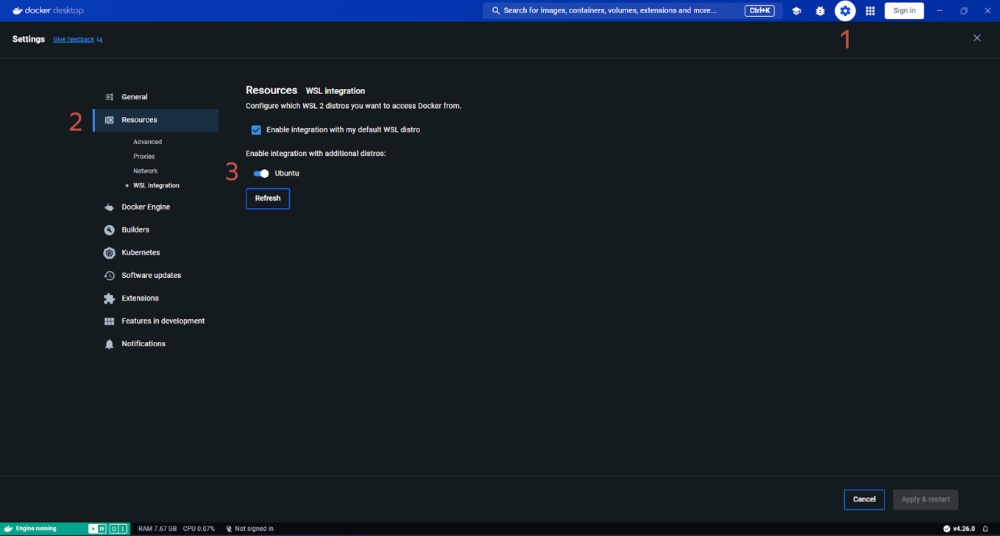 docker desktop
Search for images, containers, volumes, extensions and more...
Ctrl+K
Sign in
Settings
Give feedback
1
General
2
Resources
Advanced
Proxies
Network
WSL integration
Docker Engine
Builders
Kubernetes
Software updates
Extensions
Features in development
Notifications
Resources WSL integration
Configure which WSL 2 distros you want to access Docker from.
Enable integration with my default WSL distro
Enable integration with additional distros:
3
Ubuntu
Refresh
Cancel
Apply & restart
Engine running
RAM 7.67 GB CPU 0.07%
Not signed in
v4.26.0